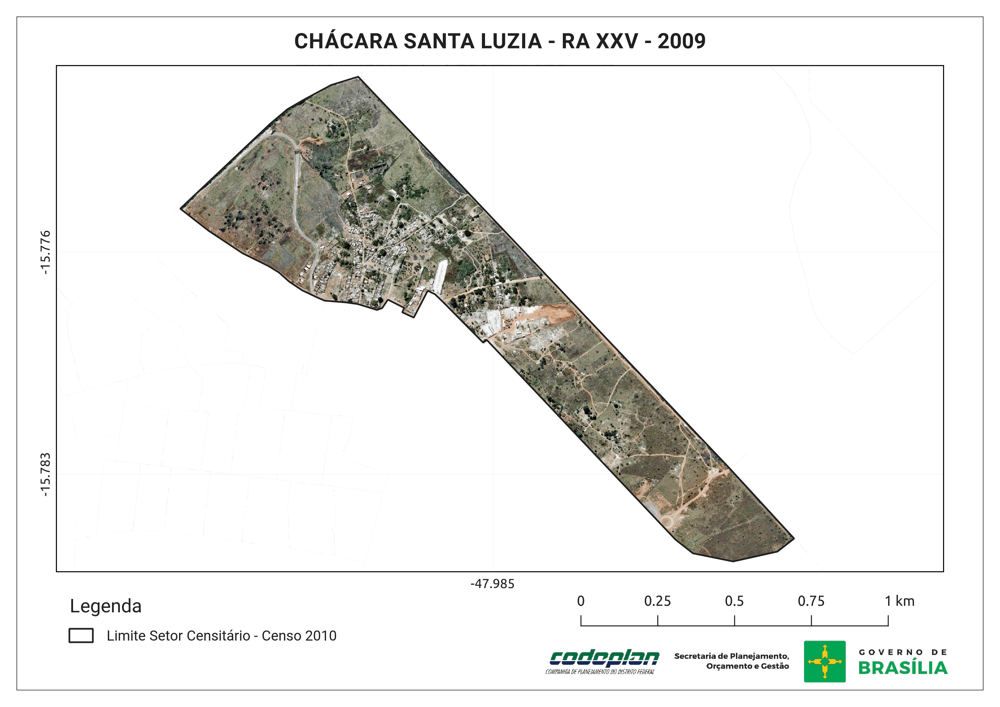 CHÁCARA SANTA LUZIA - RA XXV - 2009
-15.776
-15.783
-47.985
Legenda
Limite Setor Censitário - Censo 2010
0 0.25 0.5 0.75 1 km
codeplan
COMPANHIA DE PLANEJAMENTO DO DISTRITO FEDERAL
Secretaria de Planejamento,
Orçamento e Gestão
GOVERNO DE
BRASÍLIA